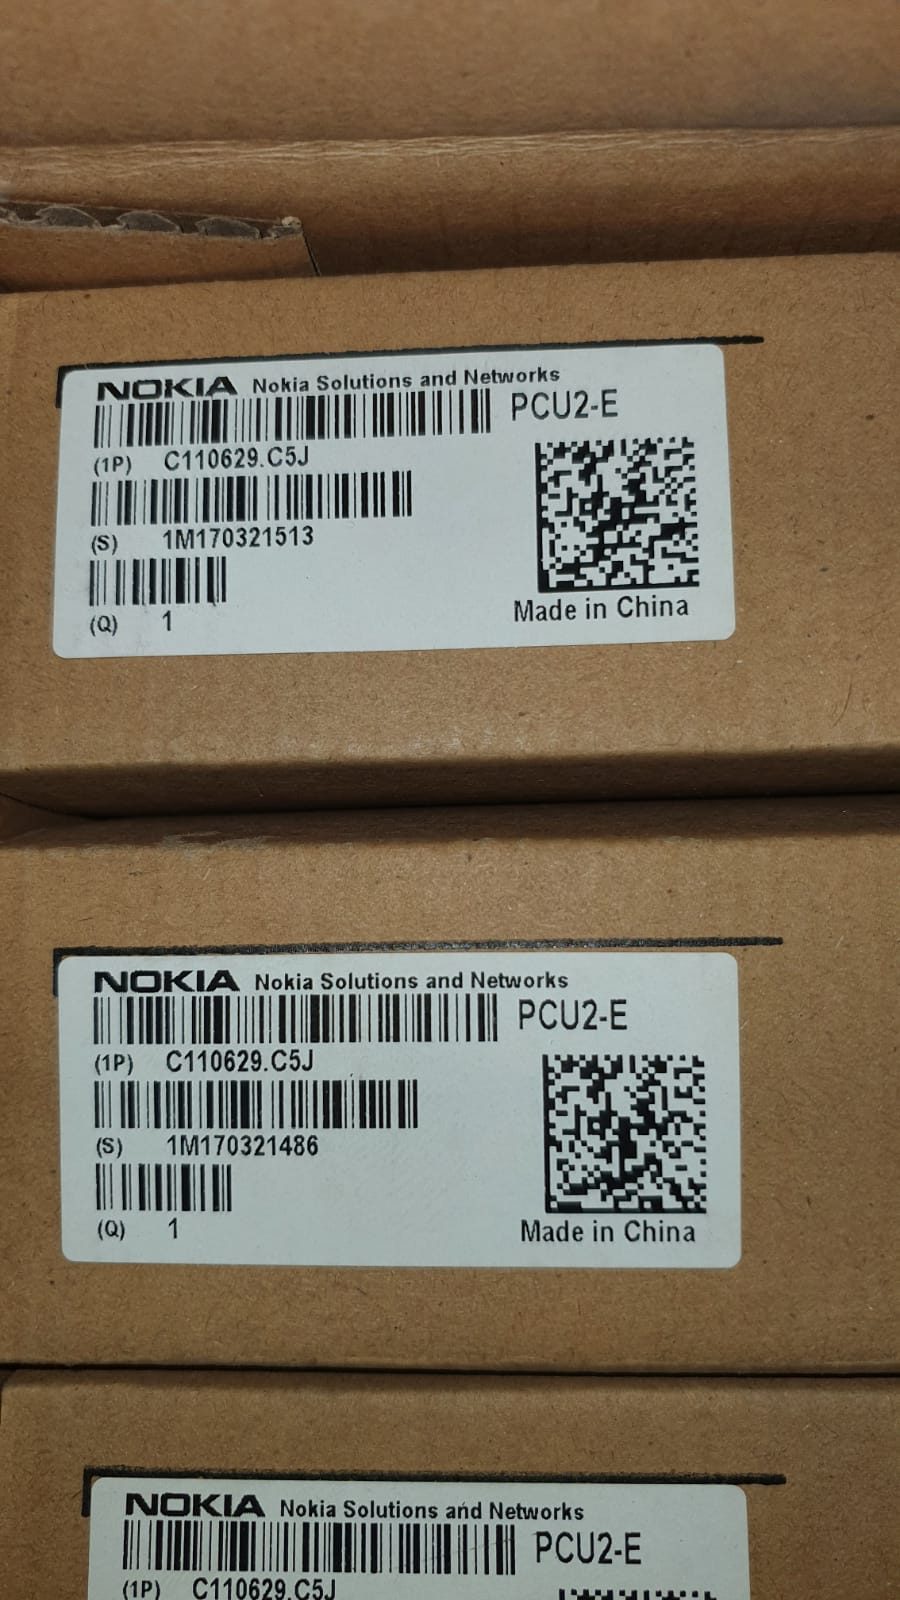 NOKIA Nokia Solutions and Networks
PCU2-E
(1P) C110629.C5J
(S) 1M170321513
(Q) 1
Made in China
NOKIA Nokia Solutions and Networks
PCU2-E
(1P) C110629.C5J
(S) 1M170321486
(Q) 1
Made in China
NOKIA Nokia Solutions and Networks
PCU2-E
(1P) C110629.C5J